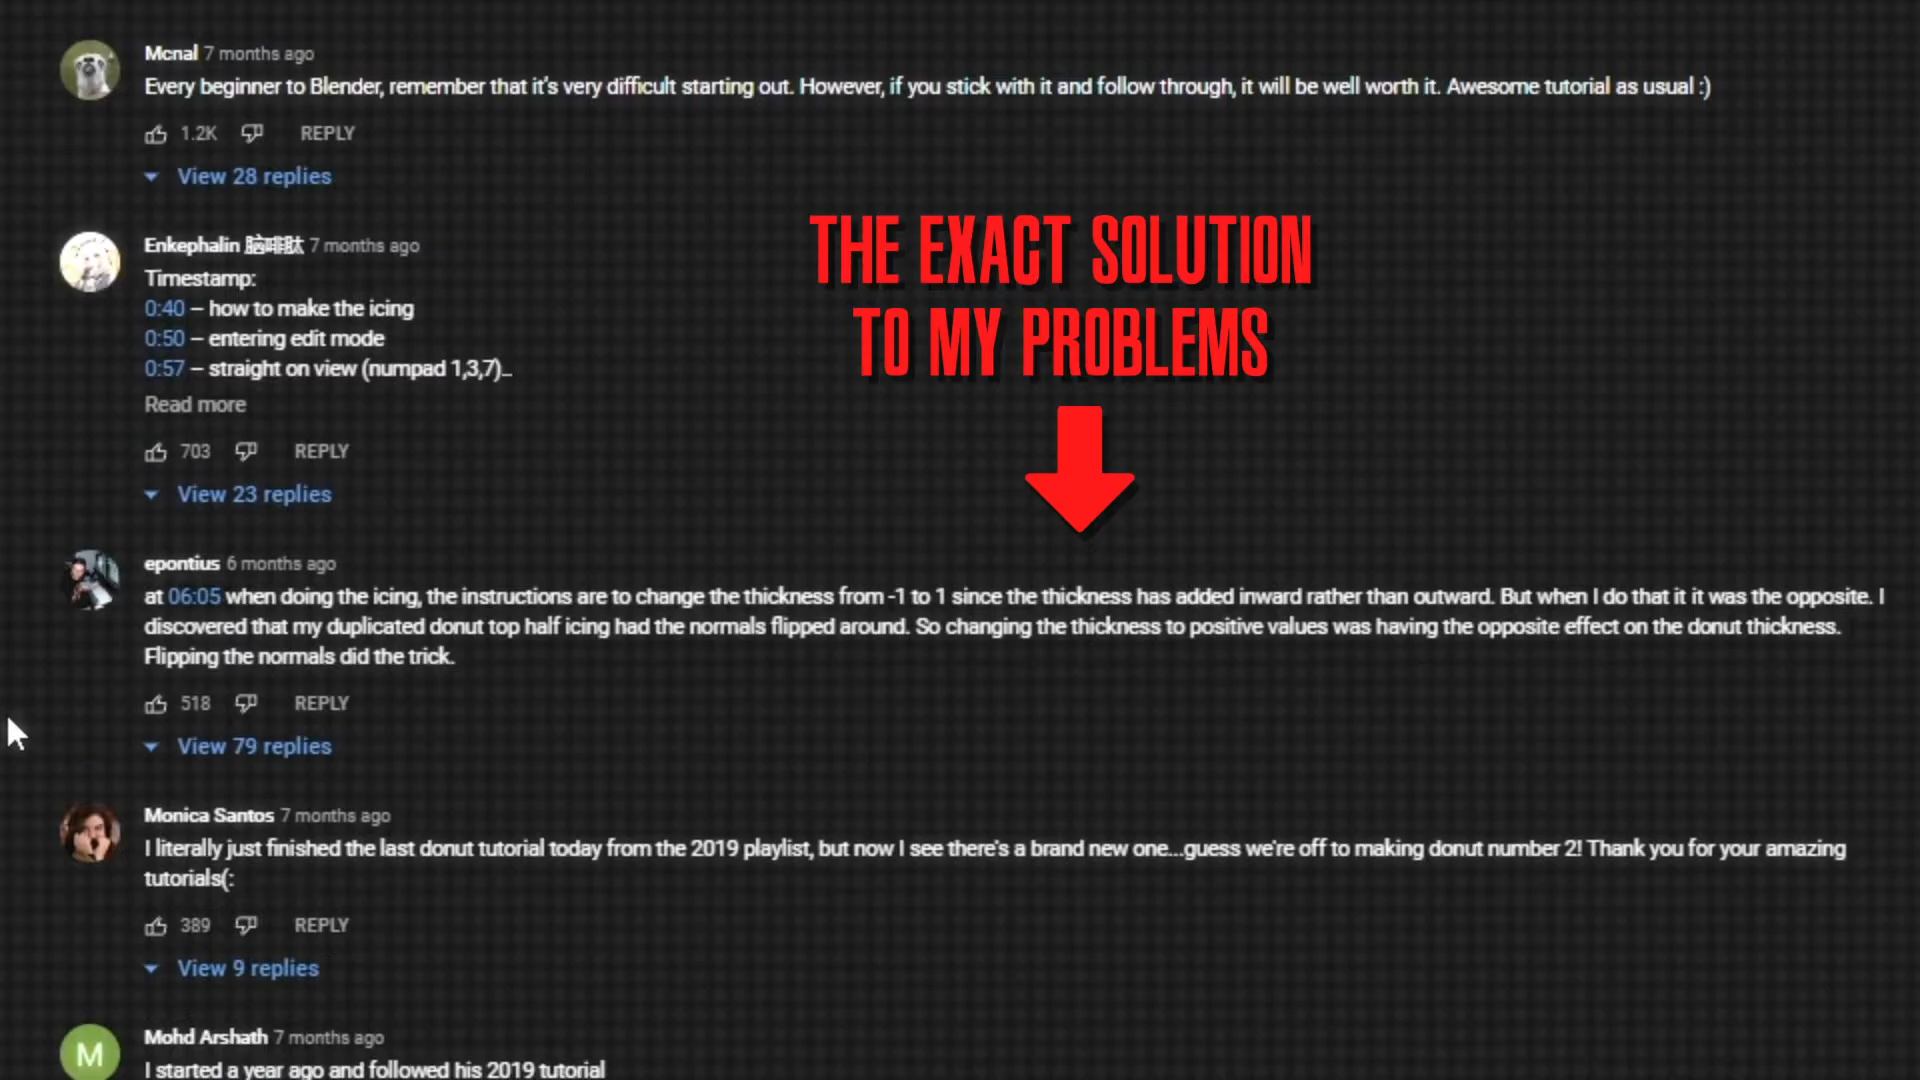 Mcnal 7 months ago
Every beginner to Blender, remember that it's very difficult starting out. However, if you stick with it and follow through, it will be well worth it. Awesome tutorial as usual :)
1.2K REPLY
View 28 replies
THE EXACT SOLUTION
TO MY PROBLEMS
Enkephalin 脑啡肽 7 months ago
Timestamp:
0:40 – how to make the icing
0:50 – entering edit mode
0:57 – straight on view (numpad 1,3,7)...
Read more
703 REPLY
View 23 replies
epontius 6 months ago
at 06:05 when doing the icing, the instructions are to change the thickness from -1 to 1 since the thickness has added inward rather than outward. But when I do that it it was the opposite. I
discovered that my duplicated donut top half icing had the normals flipped around. So changing the thickness to positive values was having the opposite effect on the donut thickness.
Flipping the normals did the trick.
518 REPLY
View 79 replies
Monica Santos 7 months ago
I literally just finished the last donut tutorial today from the 2019 playlist, but now I see there's a brand new one...guess we're off to making donut number 2! Thank you for your amazing
tutorials(:
389 REPLY
View 9 replies
M
Mohd Arshath 7 months ago
I started a year ago and followed his 2019 tutorial